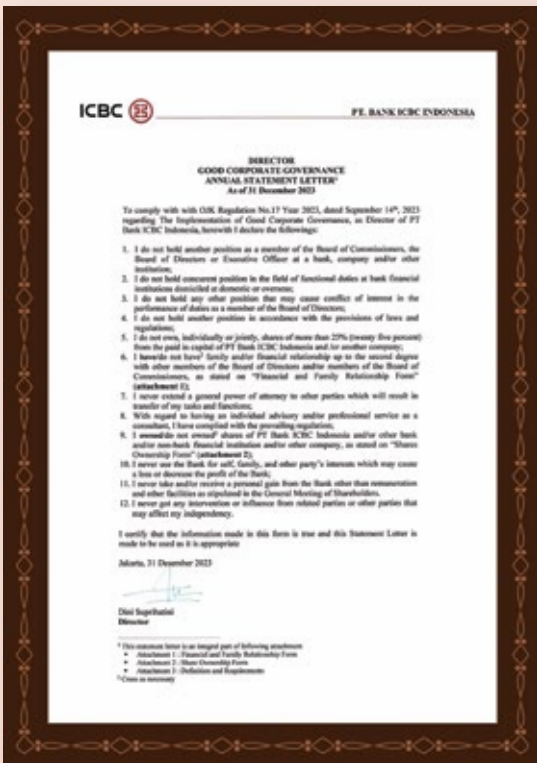 ICBC
PT. BANK ICBC INDONESIA
DIRECTOR
GOOD CORPORATE GOVERNANCE
ANNUAL STATEMENT LETTER¹
As of 31 December 2023
To comply with with OJK Regulation No.17 Year 2023, dated September 14th, 2023
regarding The Implementation of Good Corporate Governance, as Director of PT
Bank ICBC Indonesia, herewith I declare the followings:
1. I do not hold another position as a member of the Board of Commissioners, the
Board of Directors or Executive Officer at a bank, company and/or other
institution;
2. I do not hold concurrent position in the field of functional duties at bank financial
institutions domiciled at domestic or overseas;
3. I do not hold any other position that may cause conflict of interest in the
performance of duties as a member of the Board of Directors;
4. I do not hold another position in accordance with the provisions of laws and
regulations;
5. I do not own, individually or jointly, shares of more than 25% (twenty five percent)
from the paid in capital of PT Bank ICBC Indonesia and /or another company;
6. I have/do not have² family and/or financial relationship up to the second degree
with other members of the Board of Directors and/or members of the Board of
Commissioners, as stated on "Financial and Family Relationship Form"
(attachment 1);
7. I never extend a general power of attorney to other parties which will result in
transfer of my tasks and functions;
8. With regard to having an individual advisory and/or professional service as a
consultant, I have complied with the prevailing regulation;
9. I owned/do not owned² shares of PT Bank ICBC Indonesia and/or other bank
and/or non-bank financial institution and/or other company, as stated on "Shares
Ownership Form" (attachment 2);
10. I never use the Bank for self, family, and other party's interests which may cause
a loss or decrease the profit of the Bank;
11. I never take and/or receive a personal gain from the Bank other than remuneration
and other facilities as stipulated in the General Meeting of Shareholders.
12. I never got any intervention or influence from related parties or other parties that
may affect my independency.
I certify that the information made in this form is true and this Statement Letter is
made to be used as it is appropriate
Jakarta, 31 Desember 2023
Dini Suprihatini
Director
¹ This statement letter is an integral part of following attachment
• Attachment 1 : Financial and Family Relationship Form
• Attachment 2 : Share Ownership Form
• Attachment 3 : Definition and Requirements
² Cross as necessary